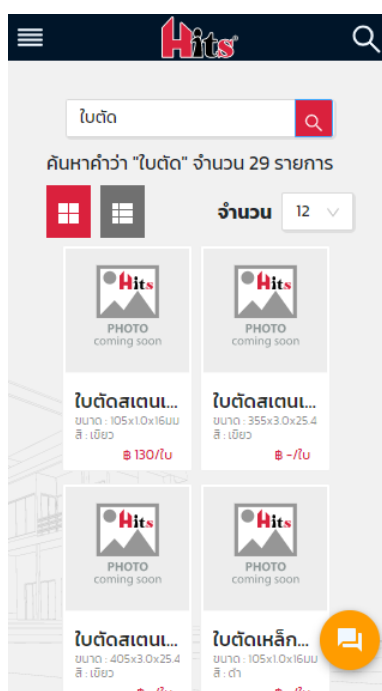 Hits
ใบตัด
ค้นหาคำว่า "ใบตัด" จำนวน 29 รายการ
จำนวน 12
Hits
PHOTO
coming soon
ใบตัดสเตนเ...
ขนาด : 105x1.0x16มม
สี : เขียว
฿ 130/ใบ
Hits
PHOTO
coming soon
ใบตัดสแตนเ...
ขนาด : 355x3.0x25.4
สี : เขียว
฿ -/ใบ
Hits
PHOTO
coming soon
ใบตัดสแตนเ...
ขนาด : 405x3.0x25.4
สี : เขียว
฿ -/ใบ
Hits
PHOTO
coming soon
ใบตัดเหล็ก...
ขนาด : 105x1.0x16มม
สี : ดำ
฿ -/ใบ